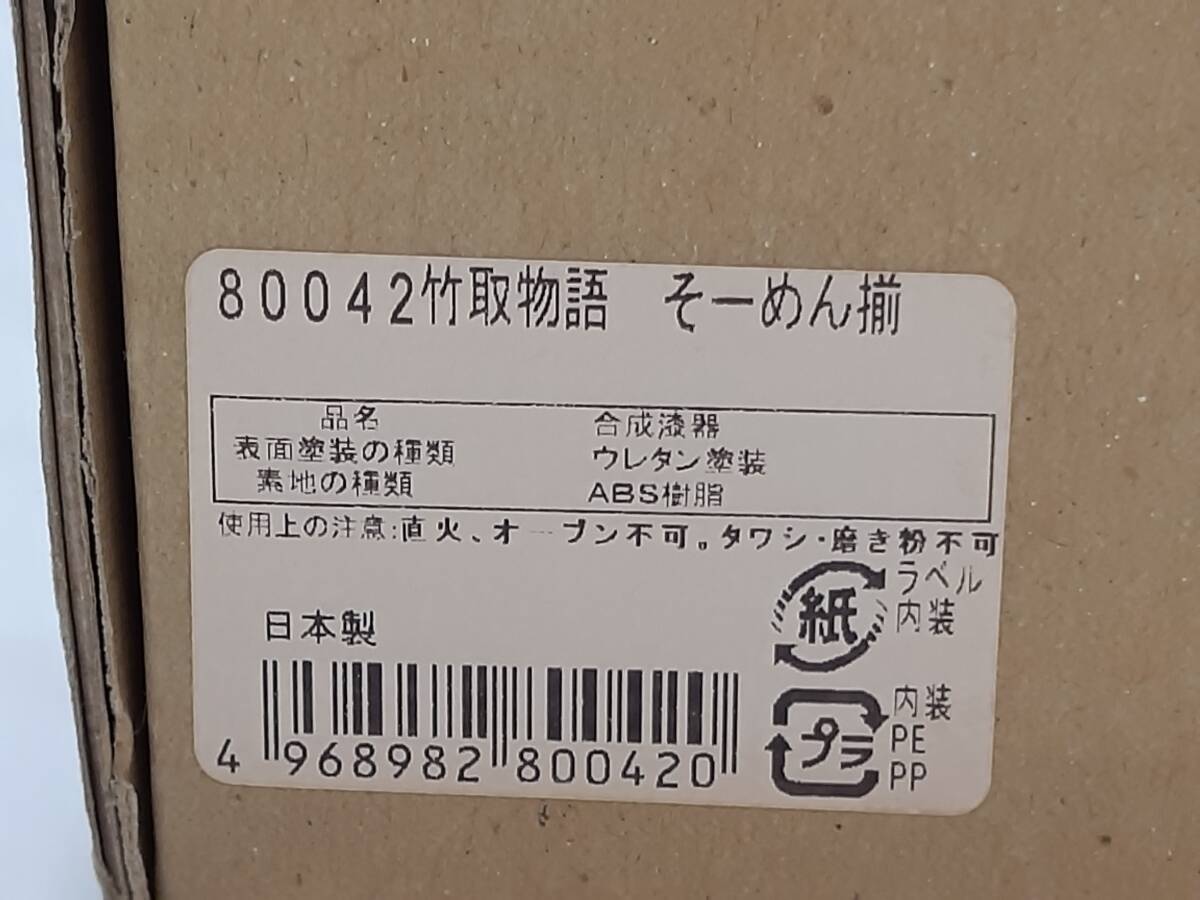 80042竹取物語　そーめん揃
品名　合成漆器
表面塗装の種類　ウレタン塗装
素地の種類　ABS樹脂
使用上の注意:直火、オーブン不可。タワシ・磨き粉不可
紙 ラベル
内装
日本製
プラ 内装
PE
PP
4 968982 800420